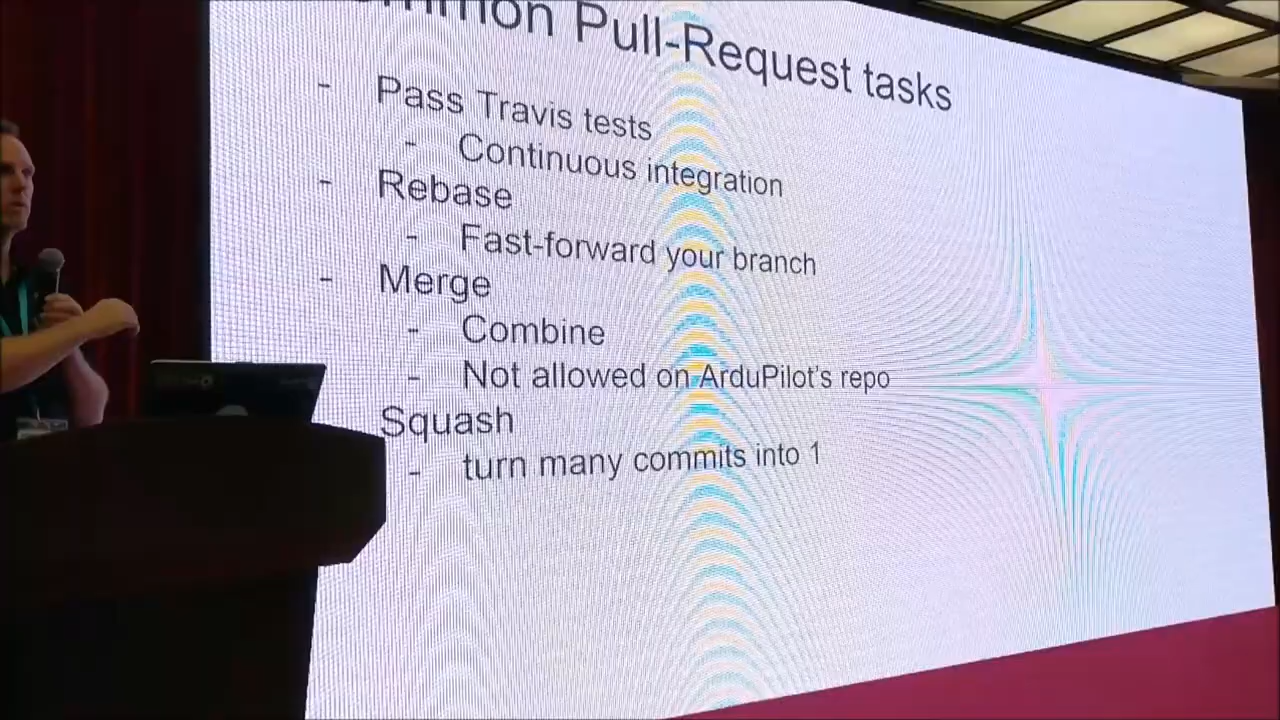 Pull-Request tasks
- Pass Travis tests
- Continuous integration
- Rebase
- Fast-forward your branch
- Merge
- Combine
- Not allowed on ArduPilot's repo
Squash
- turn many commits into 1